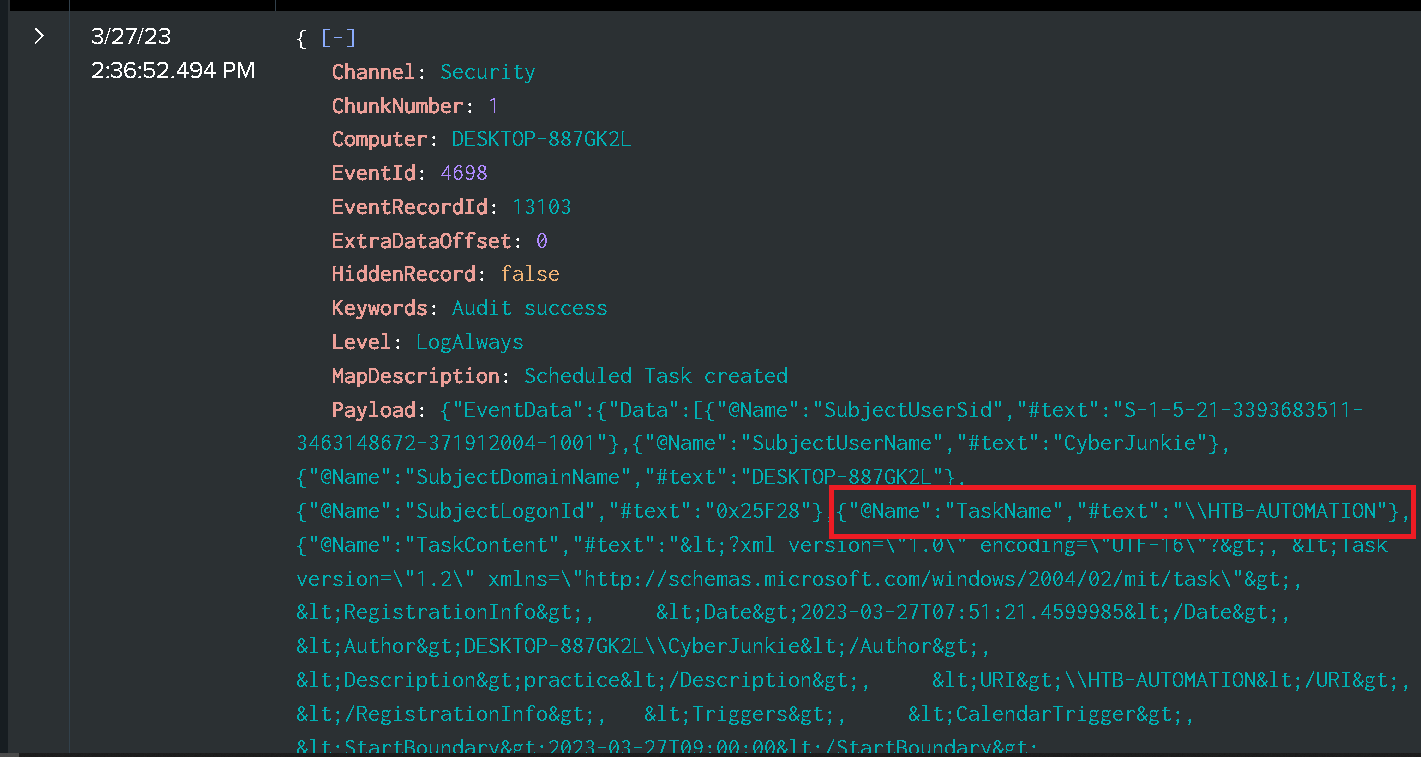 3/27/23
2:36:52.494 PM
{ [-]
Channel: Security
ChunkNumber: 1
Computer: DESKTOP-887GK2L
EventId: 4698
EventRecordId: 13103
ExtraDataOffset: 0
HiddenRecord: false
Keywords: Audit success
Level: LogAlways
MapDescription: Scheduled Task created
Payload: {"EventData":{"Data":[{"@Name":"SubjectUserSid","#text":"S-1-5-21-3393683511-
3463148672-371912004-1001"},{"@Name":"SubjectUserName","#text":"CyberJunkie"},
{"@Name":"SubjectDomainName","#text":"DESKTOP-887GK2L"},
{"@Name":"SubjectLogonId","#text":"0x25F28"},{"@Name":"TaskName","#text":"\\HTB-AUTOMATION"},
{"@Name":"TaskContent","#text":"&lt;?xml version=\"1.0\" encoding=\"UTF-16\"?&gt;, &lt;Task
version=\"1.2\" xmlns=\"http://schemas.microsoft.com/windows/2004/02/mit/task\"&gt;,
&lt;RegistrationInfo&gt;, &lt;Date&gt;2023-03-27T07:51:21.4599985&lt;/Date&gt;,
&lt;Author&gt;DESKTOP-887GK2L\\CyberJunkie&lt;/Author&gt;,
&lt;Description&gt;practice&lt;/Description&gt;, &lt;URI&gt;\\HTB-AUTOMATION&lt;/URI&gt;,
&lt;/RegistrationInfo&gt;, &lt;Triggers&gt;, &lt;CalendarTrigger&gt;,
&lt;StartBoundary&gt;2023-03-27T09:00:00&lt;/StartBoundary&gt;